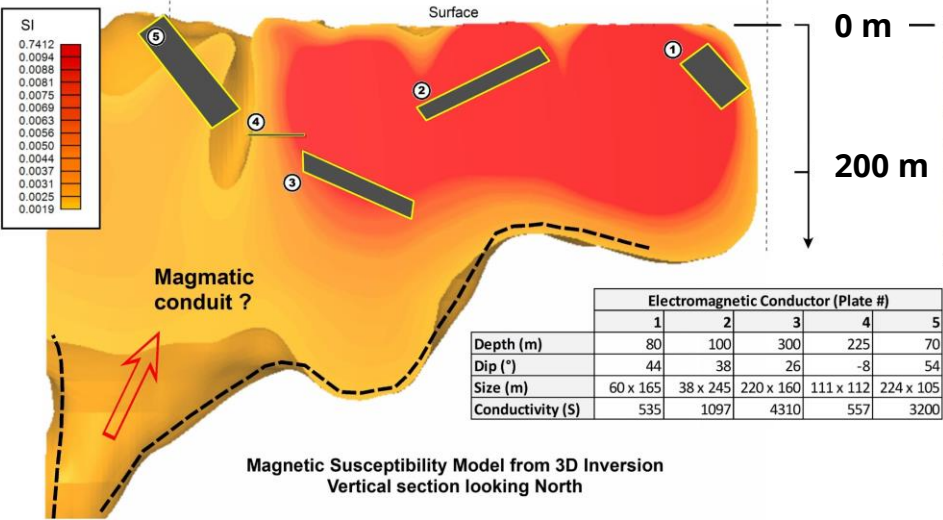 Surface
SI
0.7412
0.0094
0.0088
0.0081
0.0075
0.0069
0.0063
0.0056
0.0050
0.0044
0.0037
0.0031
0.0025
0.0019
5
4
3
2
1
0 m
200 m
Magmatic
conduit ?
Electromagnetic Conductor (Plate #)
1 2 3 4 5
Depth (m) 80 100 300 225 70
Dip (°) 44 38 26 -8 54
Size (m) 60 x 165 38 x 245 220 x 160 111 x 112 224 x 105
Conductivity (S) 535 1097 4310 557 3200
Magnetic Susceptibility Model from 3D Inversion
Vertical section looking North